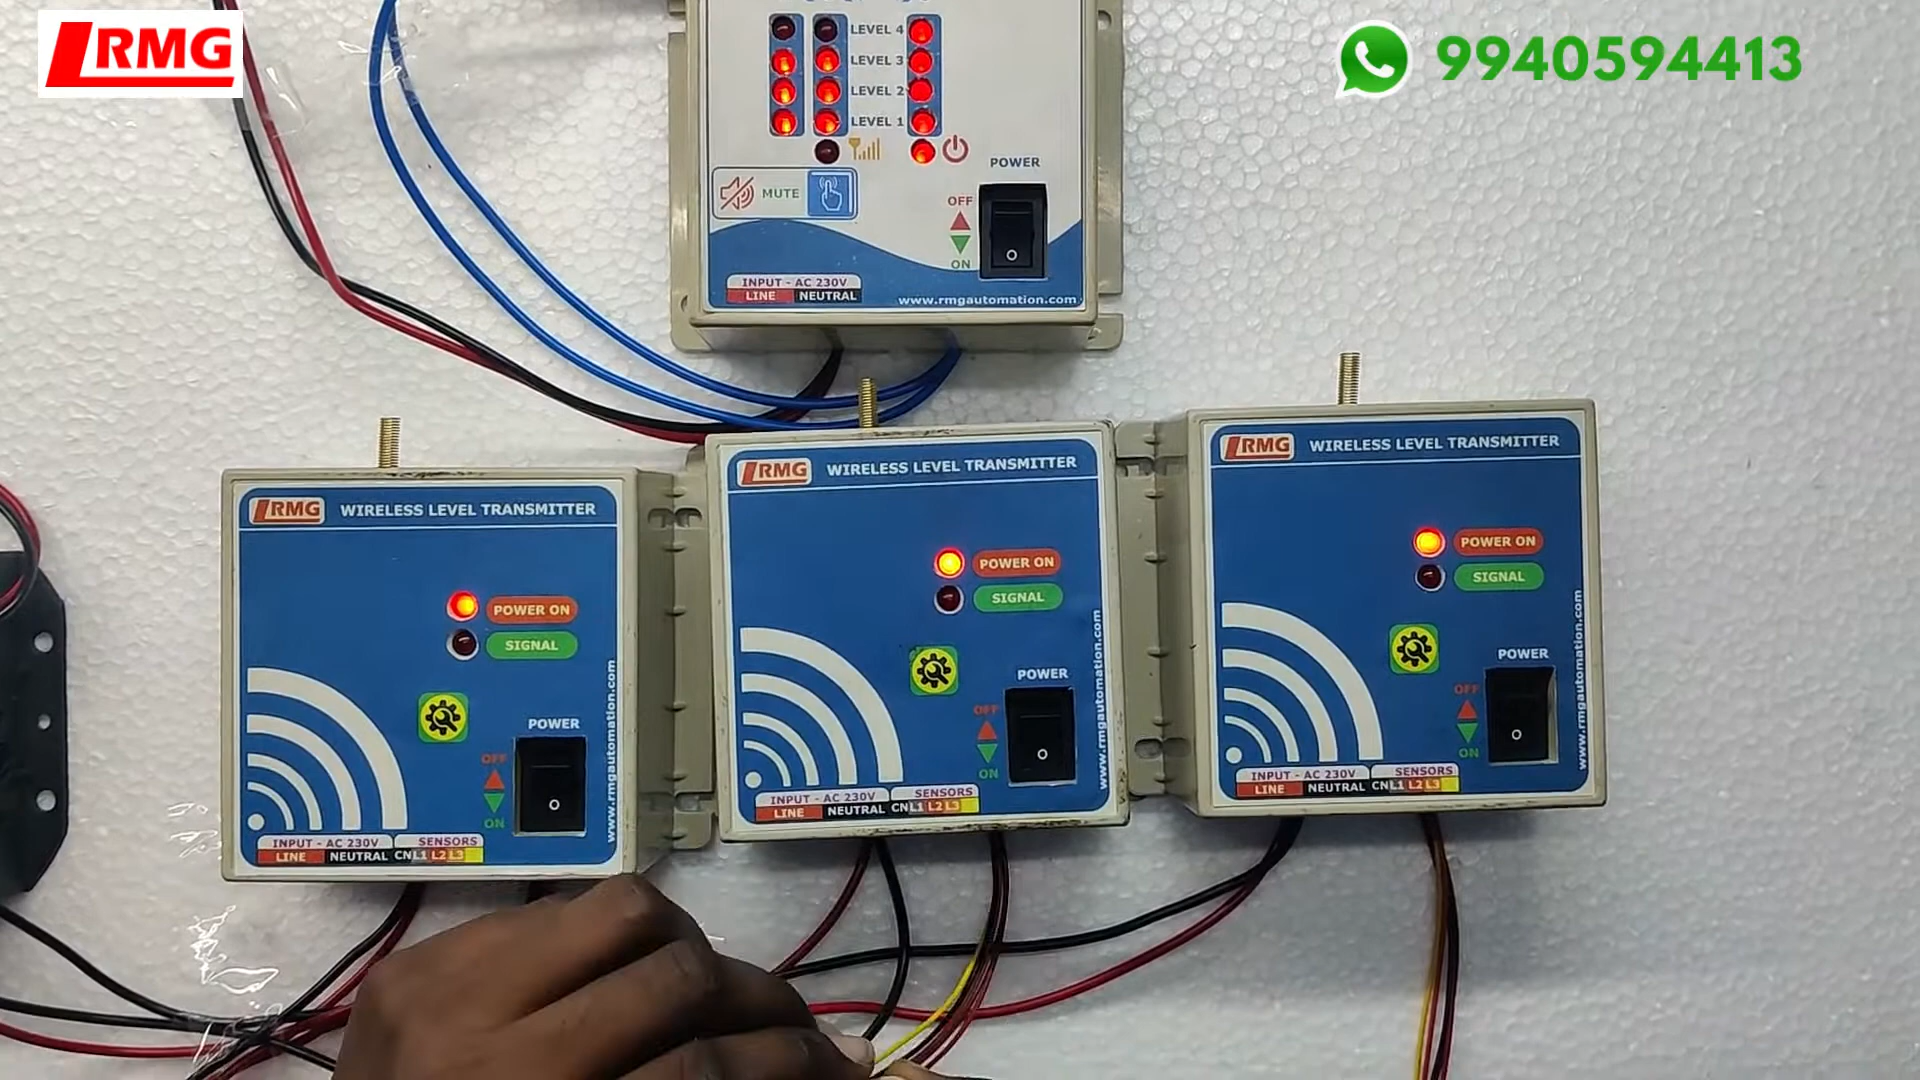 RMG
9940594413
LEVEL 4
LEVEL 3
LEVEL 2
LEVEL 1
POWER
MUTE
OFF
ON
INPUT - AC 230V
LINE NEUTRAL
www.rmgautomation.com
RMG WIRELESS LEVEL TRANSMITTER
POWER ON
SIGNAL
POWER
OFF
ON
INPUT - AC 230V SENSORS
LINE NEUTRAL CN L1 L2 L3
www.rmgautomation.com
RMG WIRELESS LEVEL TRANSMITTER
POWER ON
SIGNAL
POWER
OFF
ON
INPUT - AC 230V SENSORS
LINE NEUTRAL CN L1 L2 L3
www.rmgautomation.com
RMG WIRELESS LEVEL TRANSMITTER
POWER ON
SIGNAL
POWER
OFF
ON
INPUT - AC 230V SENSORS
LINE NEUTRAL CN L1 L2 L3
www.rmgautomation.com